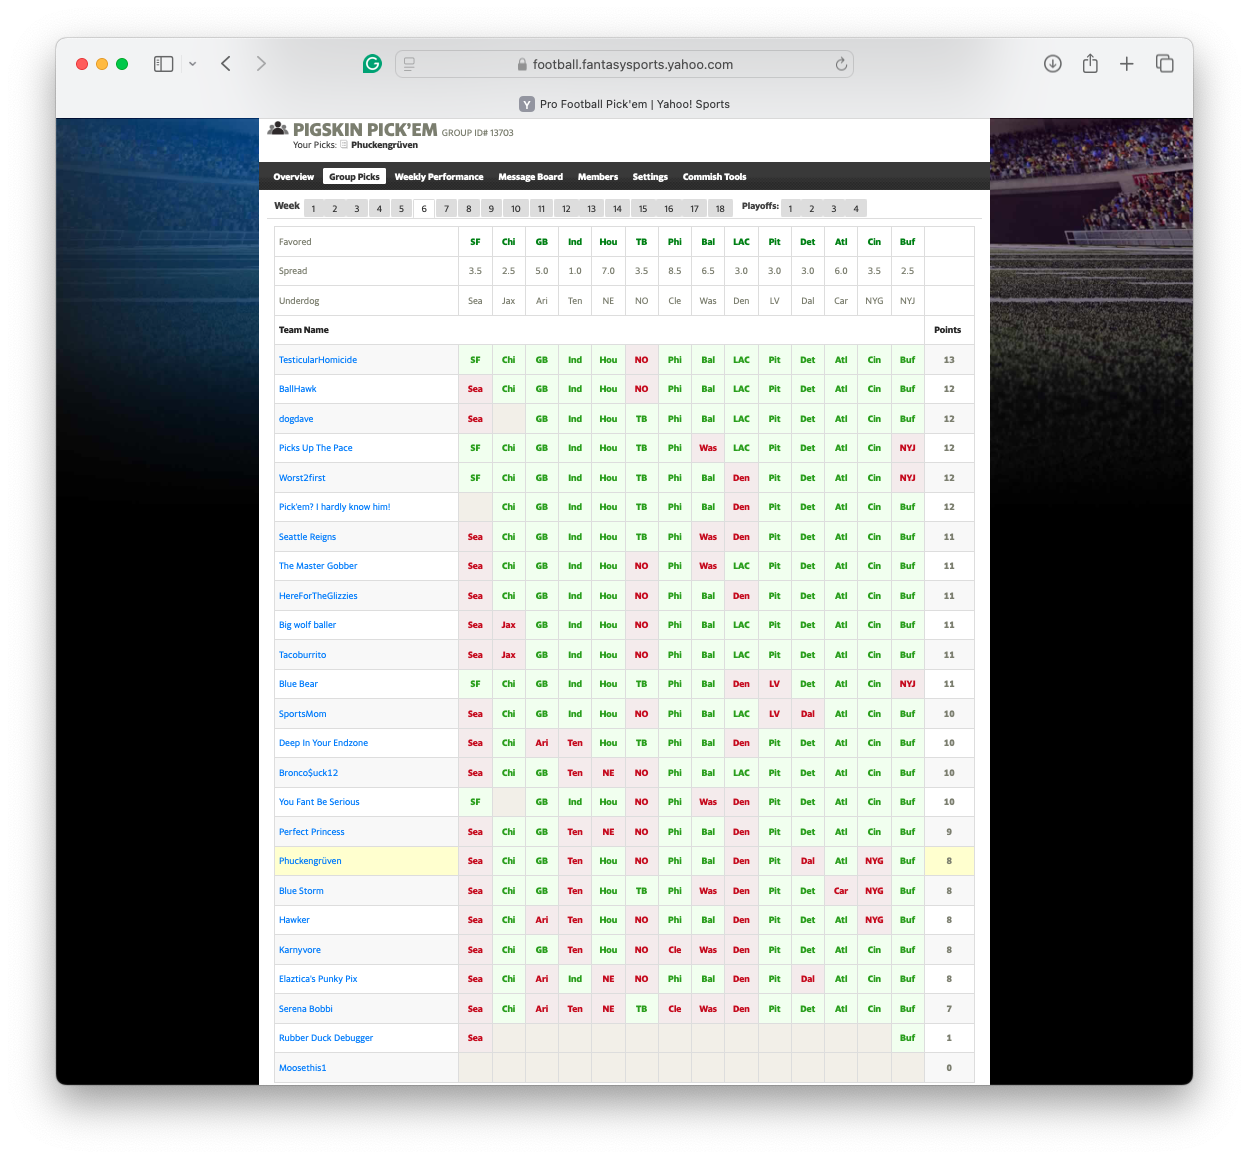 football.fantasysports.yahoo.com
Y Pro Football Pick'em | Yahoo! Sports
PIGSKIN PICK'EM GROUP ID# 13703
Your Picks: Phuckengrüven
Overview Group Picks Weekly Performance Message Board Members Settings Commish Tools
Week 1 2 3 4 5 6 7 8 9 10 11 12 13 14 15 16 17 18 Playoffs: 1 2 3 4
Favored SF Chi GB Ind Hou TB Phi Bal LAC Pit Det Atl Cin Buf
Spread 3.5 2.5 5.0 1.0 7.0 3.5 8.5 6.5 3.0 3.0 3.0 6.0 3.5 2.5
Underdog Sea Jax Ari Ten NE NO Cle Was Den LV Dal Car NYG NYJ
Team Name Points
TesticularHomicide SF Chi GB Ind Hou NO Phi Bal LAC Pit Det Atl Cin Buf 13
BallHawk Sea Chi GB Ind Hou NO Phi Bal LAC Pit Det Atl Cin Buf 12
dogdave Sea GB Ind Hou TB Phi Bal LAC Pit Det Atl Cin Buf 12
Picks Up The Pace SF Chi GB Ind Hou TB Phi Was LAC Pit Det Atl Cin NYJ 12
Worst2first SF Chi GB Ind Hou TB Phi Bal Den Pit Det Atl Cin NYJ 12
Pick'em? I hardly know him! Chi GB Ind Hou TB Phi Bal Den Pit Det Atl Cin Buf 12
Seattle Reigns Sea Chi GB Ind Hou TB Phi Was Den Pit Det Atl Cin Buf 11
The Master Gobber Sea Chi GB Ind Hou NO Phi Was LAC Pit Det Atl Cin Buf 11
HereForTheGlizzies Sea Chi GB Ind Hou NO Phi Bal Den Pit Det Atl Cin Buf 11
Big wolf baller Sea Jax GB Ind Hou NO Phi Bal LAC Pit Det Atl Cin Buf 11
Tacoburrito Sea Jax GB Ind Hou NO Phi Bal LAC Pit Det Atl Cin Buf 11
Blue Bear SF Chi GB Ind Hou TB Phi Bal Den LV Det Atl Cin NYJ 11
SportsMom Sea Chi GB Ind Hou NO Phi Bal LAC LV Dal Atl Cin Buf 10
Deep In Your Endzone Sea Chi Ari Ten Hou TB Phi Bal Den Pit Det Atl Cin Buf 10
Bronco$uck12 Sea Chi GB Ten NE NO Phi Bal LAC Pit Det Atl Cin Buf 10
You Fant Be Serious SF GB Ind Hou NO Phi Was Den Pit Det Atl Cin Buf 10
Perfect Princess Sea Chi GB Ten NE NO Phi Bal Den Pit Det Atl Cin Buf 9
Phuckengrüven Sea Chi GB Ten Hou NO Phi Bal Den Pit Dal Atl NYG Buf 8
Blue Storm Sea Chi GB Ten Hou TB Phi Was Den Pit Det Car NYG Buf 8
Hawker Sea Chi Ari Ten Hou NO Phi Bal Den Pit Det Atl NYG Buf 8
Karnyvore Sea Chi GB Ten Hou NO Cle Was Den Pit Det Atl Cin Buf 8
Elaztica's Punky Pix Sea Chi Ari Ind NE NO Phi Bal Den Pit Dal Atl Cin Buf 8
Serena Bobbi Sea Chi Ari Ten NE TB Cle Was Den Pit Det Atl Cin Buf 7
Rubber Duck Debugger Sea Buf 1
Moosethis1 0